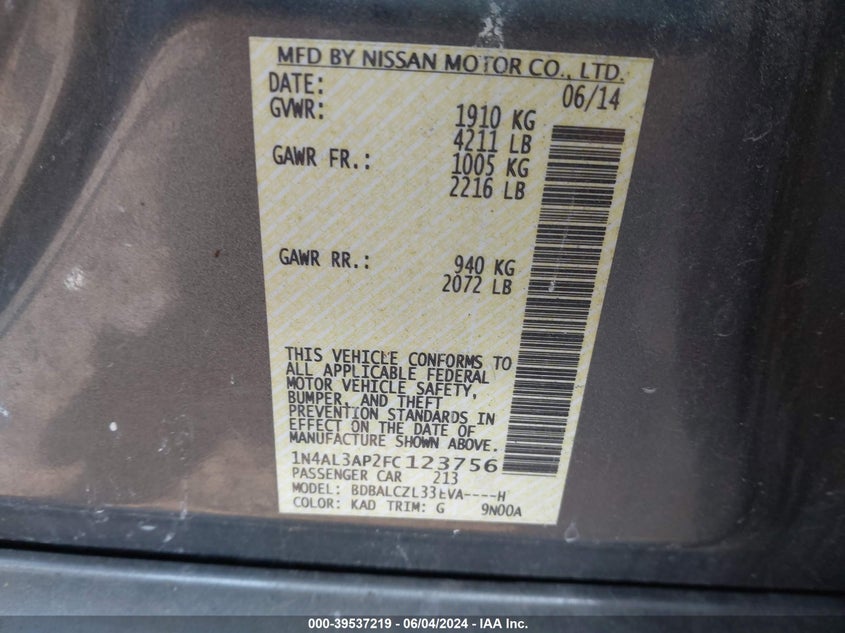 MFD BY NISSAN MOTOR CO., LTD.
DATE: 06/14
GVWR: 1910 KG
4211 LB
GAWR FR.: 1005 KG
2216 LB
GAWR RR.: 940 KG
2072 LB
THIS VEHICLE CONFORMS TO
ALL APPLICABLE FEDERAL
MOTOR VEHICLE SAFETY,
BUMPER, AND THEFT
PREVENTION STANDARDS IN
EFFECT ON THE DATE OF
MANUFACTURE SHOWN ABOVE.
1N4AL3AP2FC123756
PASSENGER CAR 213
MODEL: BDBALCZL33EVA----H
COLOR: KAD TRIM: G 9N00A
000-39537219 - 06/04/2024 - IAA Inc.